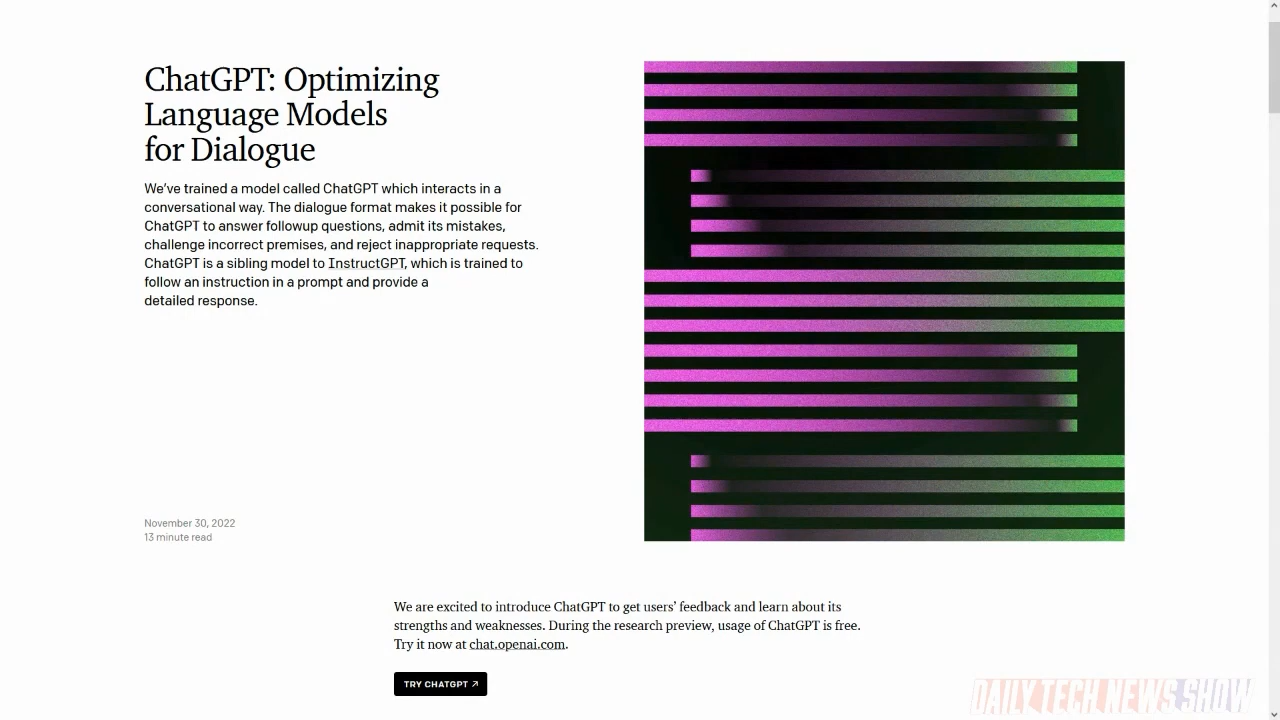 ChatGPT: Optimizing
Language Models
for Dialogue
We've trained a model called ChatGPT which interacts in a
conversational way. The dialogue format makes it possible for
ChatGPT to answer followup questions, admit its mistakes,
challenge incorrect premises, and reject inappropriate requests.
ChatGPT is a sibling model to InstructGPT, which is trained to
follow an instruction in a prompt and provide a
detailed response.
November 30, 2022
13 minute read
We are excited to introduce ChatGPT to get users’ feedback and learn about its
strengths and weaknesses. During the research preview, usage of ChatGPT is free.
Try it now at chat.openai.com.
TRY CHATGPT ↗
DAILY TECH NEWS SHOW